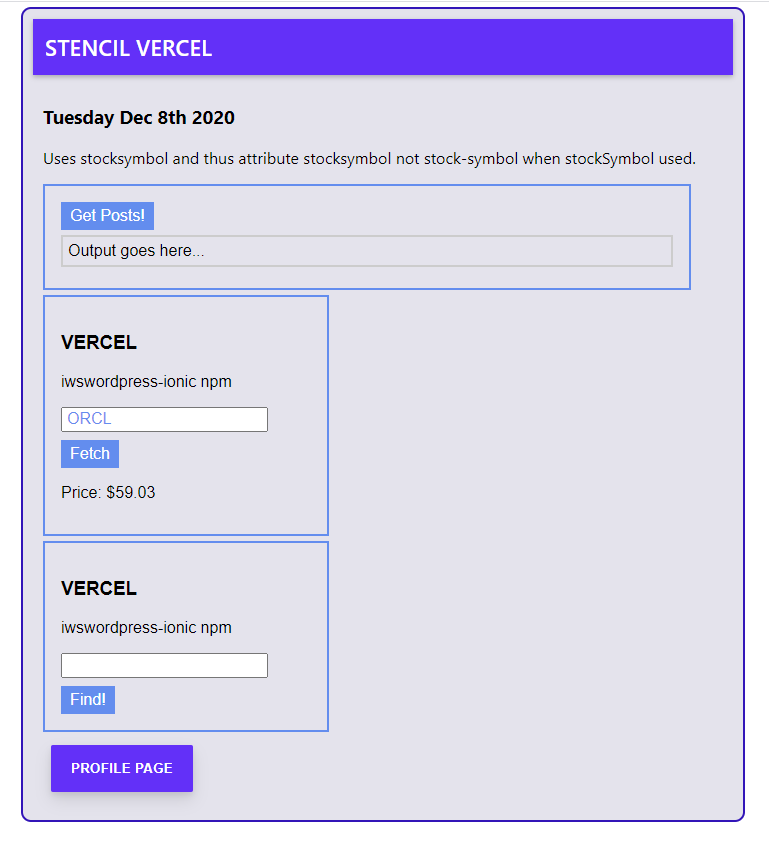 STENCIL VERCEL
Tuesday Dec 8th 2020
Uses stocksymbol and thus attribute stocksymbol not stock-symbol when stockSymbol used.
Get Posts!
Output goes here...
VERCEL
iwswordpress-ionic npm
ORCL
Fetch
Price: $59.03
VERCEL
iwswordpress-ionic npm
Find!
PROFILE PAGE